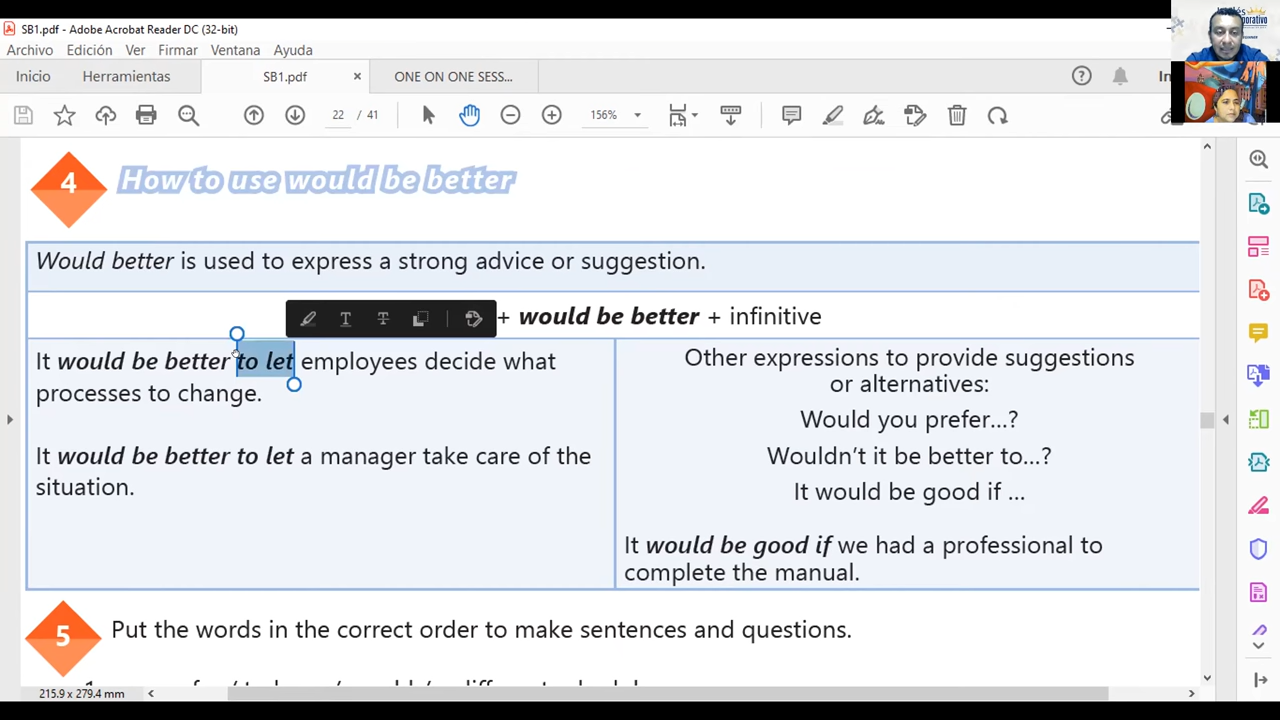 SB1.pdf - Adobe Acrobat Reader DC (32-bit)
Archivo Edición Ver Firmar Ventana Ayuda
Inicio Herramientas SB1.pdf × ONE ON ONE SESS...
22 / 41 156%
4 How to use would be better
Would better is used to express a strong advice or suggestion.
+ would be better + infinitive
It would be better to let employees decide what
processes to change.
It would be better to let a manager take care of the
situation.
Other expressions to provide suggestions
or alternatives:
Would you prefer...?
Wouldn't it be better to...?
It would be good if ...
It would be good if we had a professional to
complete the manual.
5 Put the words in the correct order to make sentences and questions.
215.9 x 279.4 mm